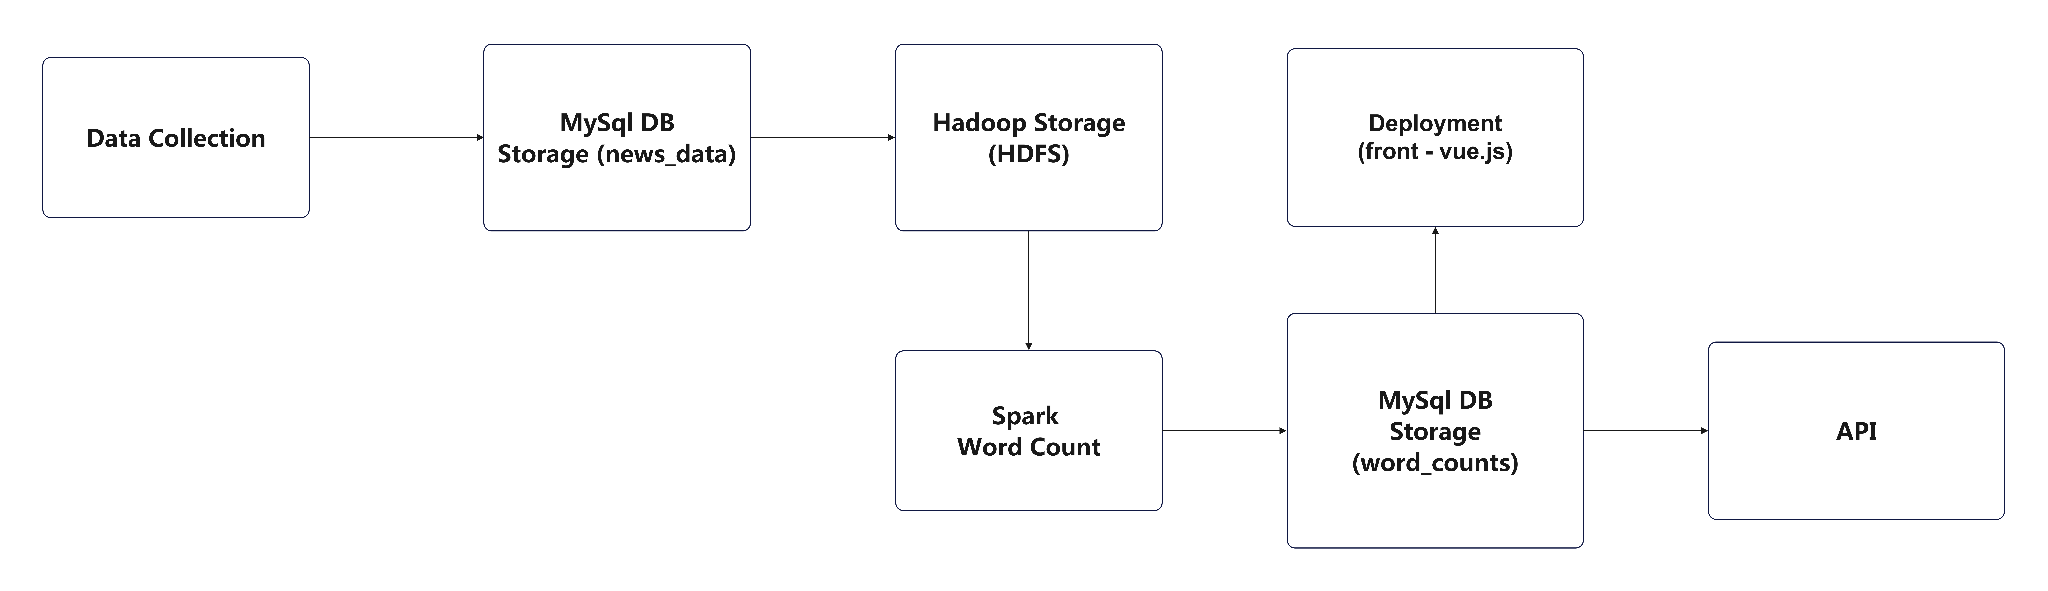 Data Collection
MySql DB
Storage (news_data)
Hadoop Storage
(HDFS)
Deployment
(front - vue.js)
Spark
Word Count
MySql DB
Storage
(word_counts)
API